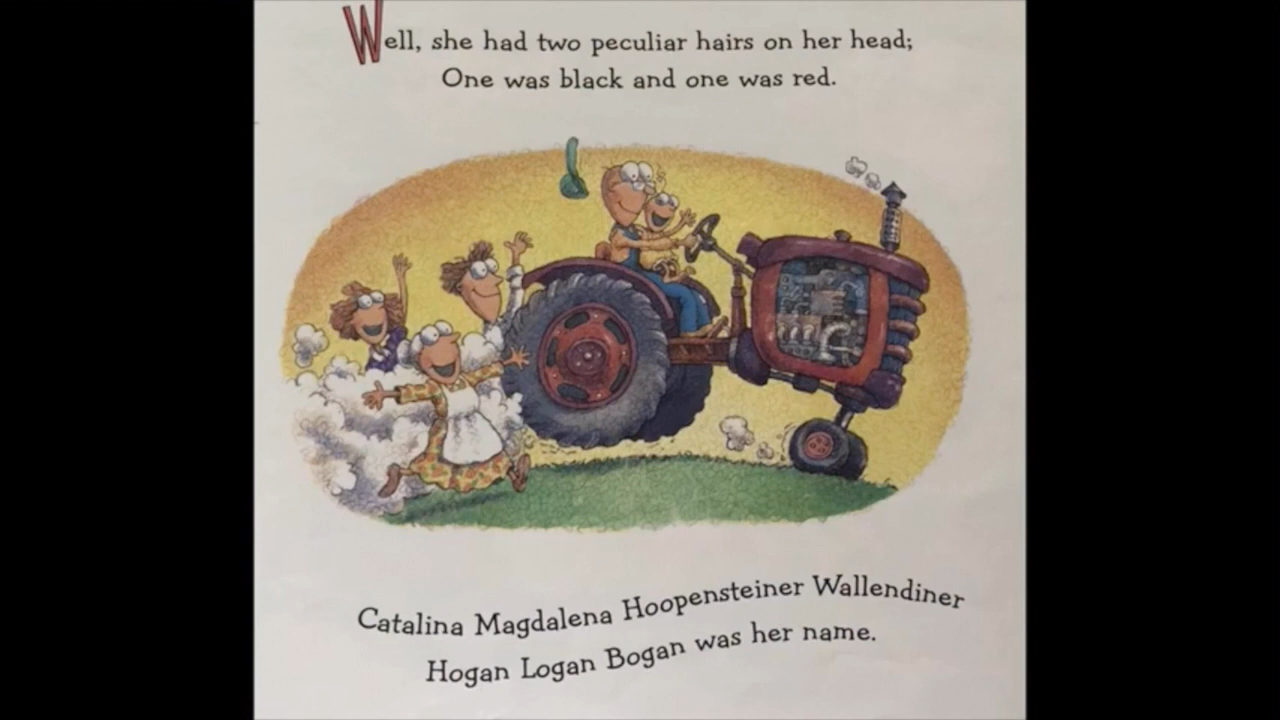 Well, she had two peculiar hairs on her head;
One was black and one was red.
Catalina Magdalena Hoopensteiner Wallendiner
Hogan Logan Bogan was her name.